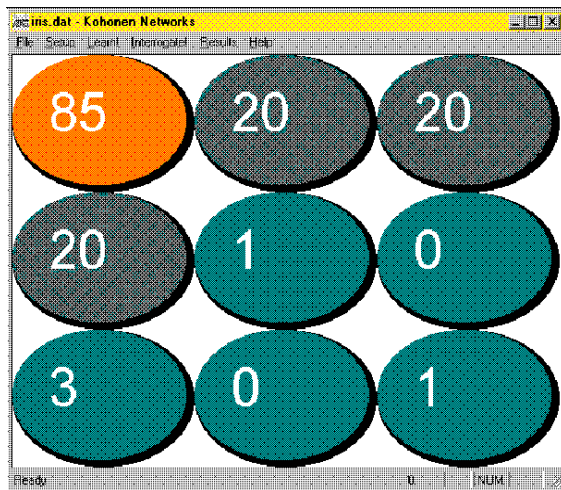 iris.dat - Kohonen Networks
File Setup Learn! Interrogate! Results Help
85 20 20
20 1 0
3 0 1
Ready 0 NUM